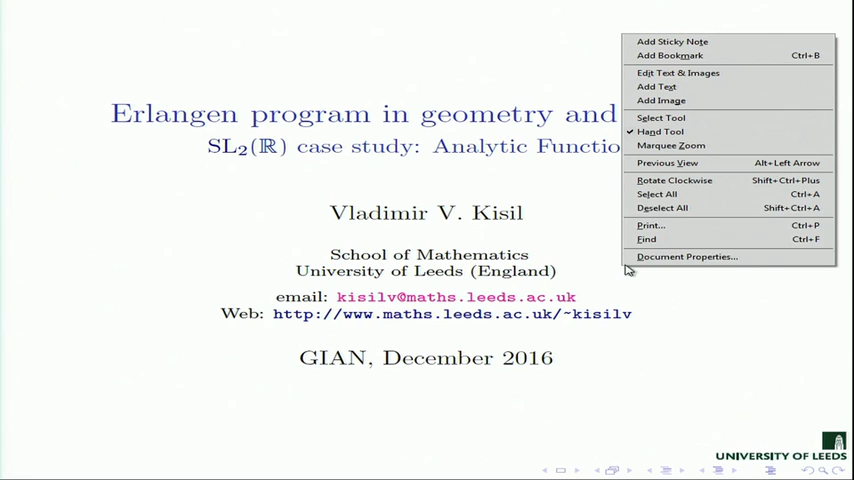 Erlangen program in geometry and
SL₂(ℝ) case study: Analytic Functio
Vladimir V. Kisil
School of Mathematics
University of Leeds (England)
email: kisilv@maths.leeds.ac.uk
Web: http://www.maths.leeds.ac.uk/~kisilv
GIAN, December 2016
UNIVERSITY OF LEEDS
Add Sticky Note
Add Bookmark Ctrl+B
Edit Text & Images
Add Text
Add Image
Select Tool
Hand Tool
Marquee Zoom
Previous View Alt+Left Arrow
Rotate Clockwise Shift+Ctrl+Plus
Select All Ctrl+A
Deselect All Shift+Ctrl+A
Print... Ctrl+P
Find Ctrl+F
Document Properties...